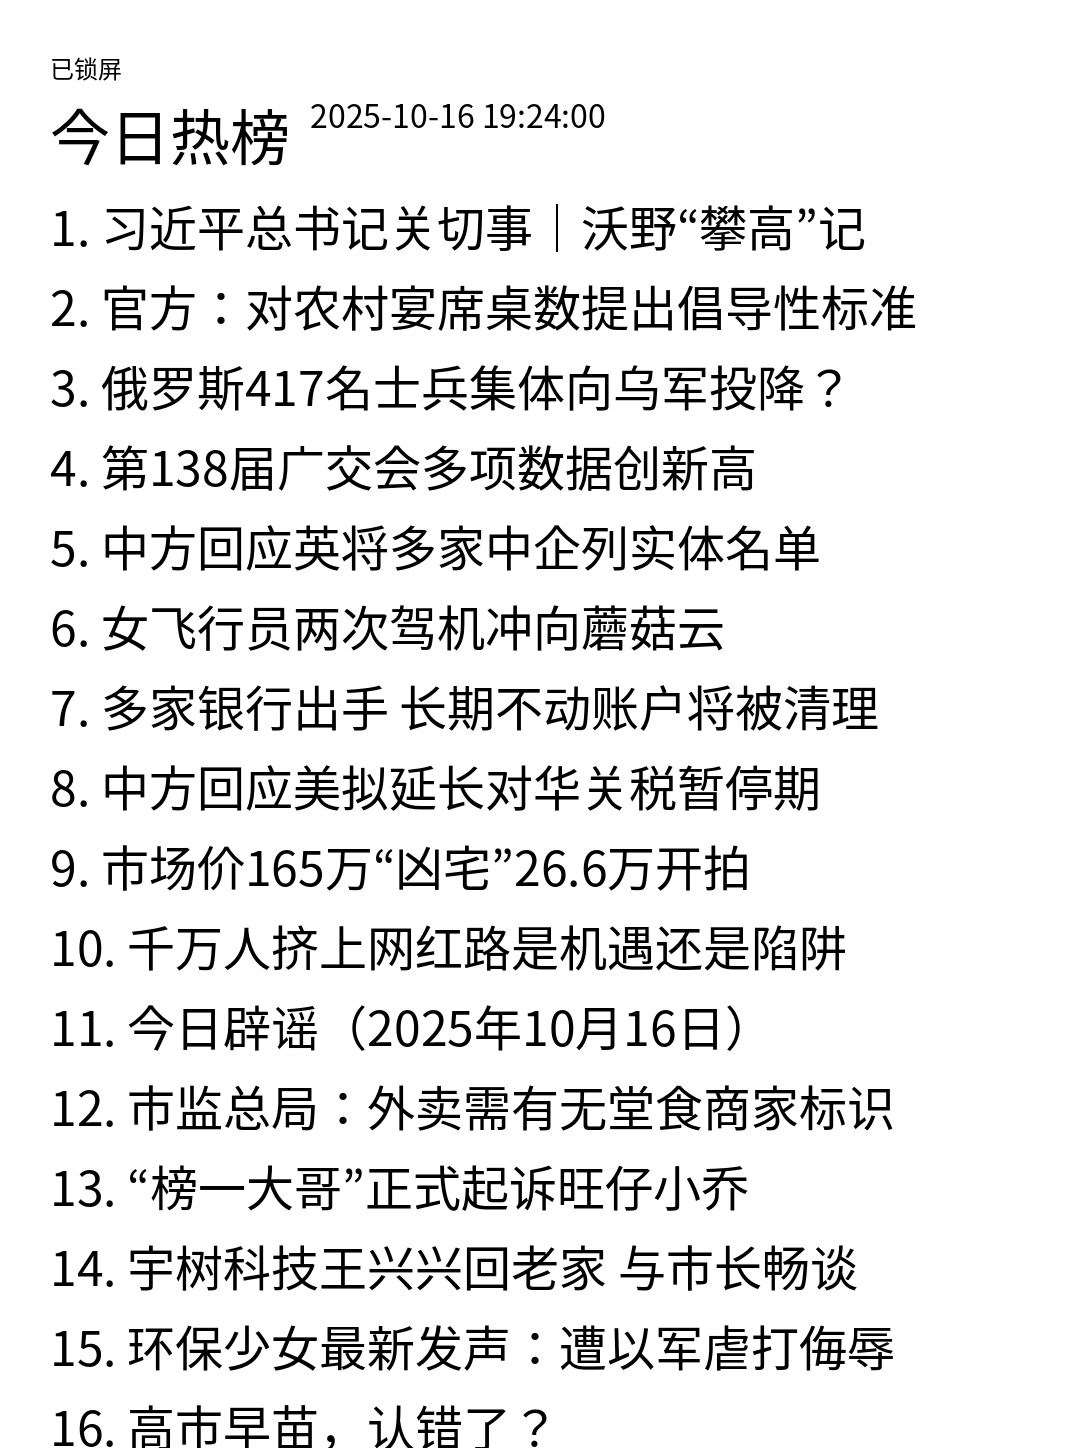 已锁屏
今日热榜 2025-10-16 19:24:00
1. 习近平总书记关切事｜沃野“攀高”记
2. 官方：对农村宴席桌数提出倡导性标准
3. 俄罗斯417名士兵集体向乌军投降？
4. 第138届广交会多项数据创新高
5. 中方回应英将多家中企列实体名单
6. 女飞行员两次驾机冲向蘑菇云
7. 多家银行出手 长期不动账户将被清理
8. 中方回应美拟延长对华关税暂停期
9. 市场价165万“凶宅”26.6万开拍
10. 千万人挤上网红路是机遇还是陷阱
11. 今日辟谣（2025年10月16日）
12. 市监总局：外卖需有无堂食商家标识
13. “榜一大哥”正式起诉旺仔小乔
14. 宇树科技王兴兴回老家 与市长畅谈
15. 环保少女最新发声：遭以军虐打侮辱
16. 高市早苗，认错了？